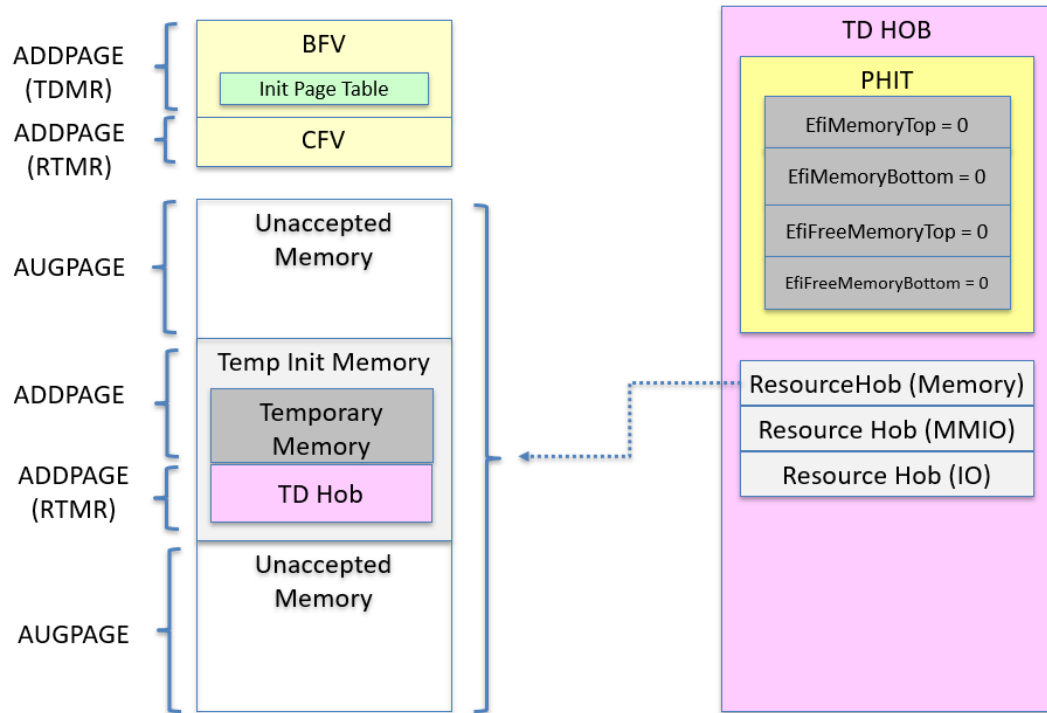 ADDPAGE
(TDMR)
ADDPAGE
(RTMR)
AUGPAGE
ADDPAGE
ADDPAGE
(RTMR)
AUGPAGE
BFV
Init Page Table
CFV
Unaccepted
Memory
Temp Init Memory
Temporary
Memory
TD Hob
Unaccepted
Memory
TD HOB
PHIT
EfiMemoryTop = 0
EfiMemoryBottom = 0
EfiFreeMemoryTop = 0
EfiFreeMemoryBottom = 0
ResourceHob (Memory)
Resource Hob (MMIO)
Resource Hob (IO)